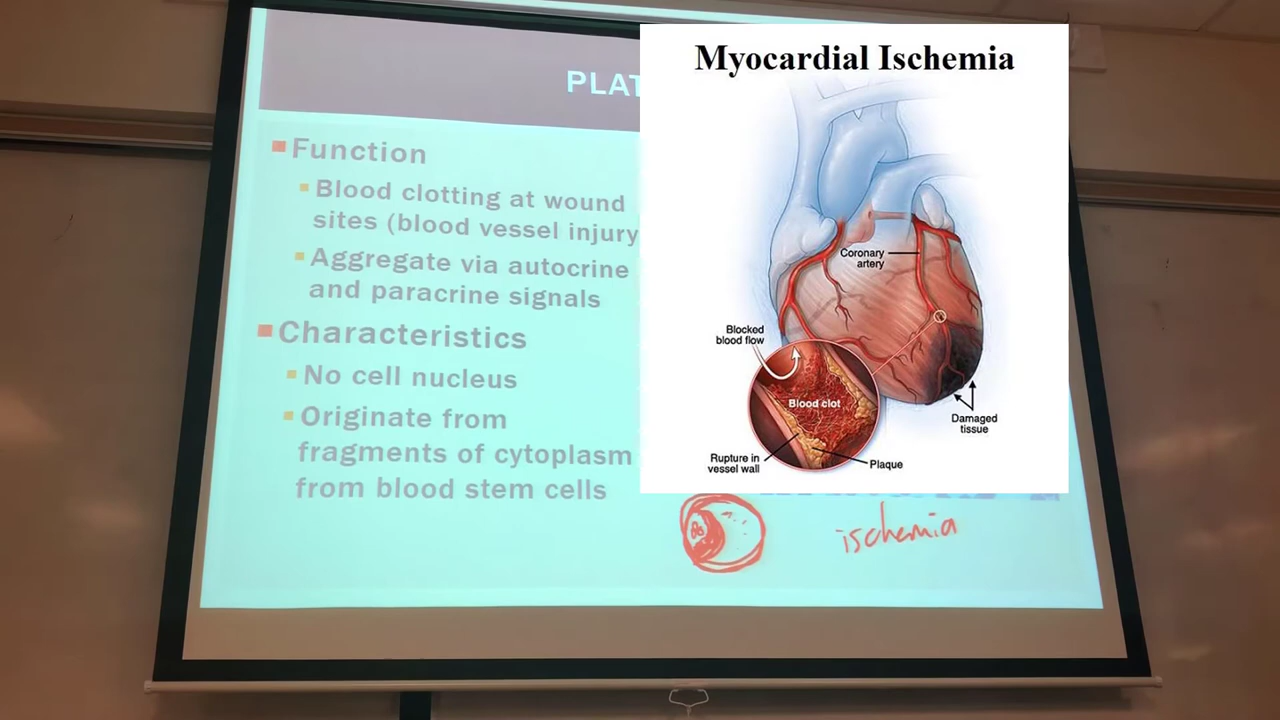 PLAT
Function
Blood clotting at wound
sites (blood vessel injury
Aggregate via autocrine
and paracrine signals
Characteristics
No cell nucleus
Originate from
fragments of cytoplasm
from blood stem cells
Myocardial Ischemia
Coronary
artery
Blocked
blood flow
Blood clot
Damaged
tissue
Rupture in
vessel wall
Plaque
ischemia